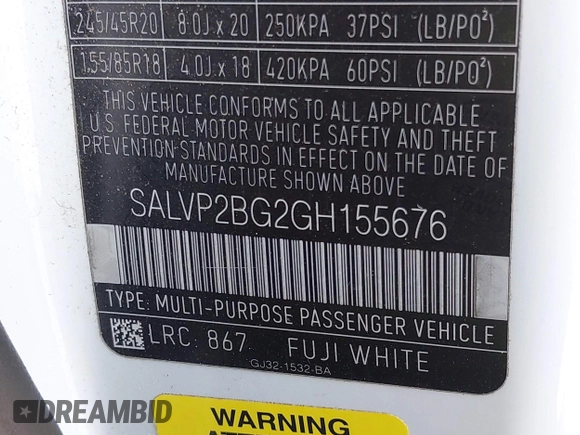 245/45R20 8.0J x 20 250KPA 37PSI (LB/PO²)
155/85R18 4.0J x 18 420KPA 60PSI (LB/PO²)
THIS VEHICLE CONFORMS TO ALL APPLICABLE
U.S. FEDERAL MOTOR VEHICLE SAFETY AND THEFT
PREVENTION STANDARDS IN EFFECT ON THE DATE OF
MANUFACTURE SHOWN ABOVE
SALVP2BG2GH155676
TYPE: MULTI-PURPOSE PASSENGER VEHICLE
LRC: 867 FUJI WHITE
GJ32-1532-BA
WARNING
DREAMBID